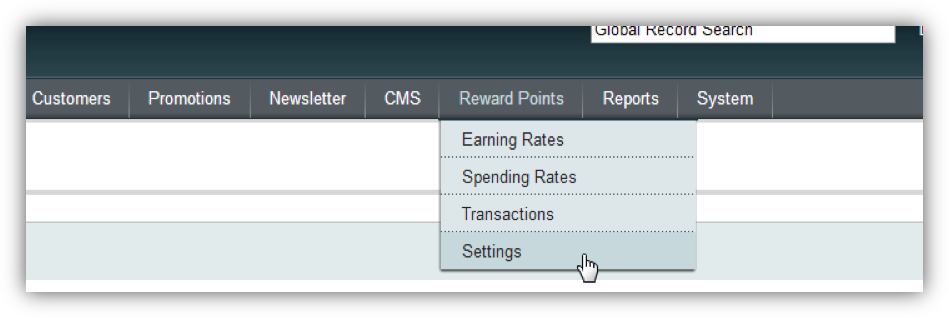 Global Record Search
Customers Promotions Newsletter CMS Reward Points Reports System
Earning Rates
Spending Rates
Transactions
Settings